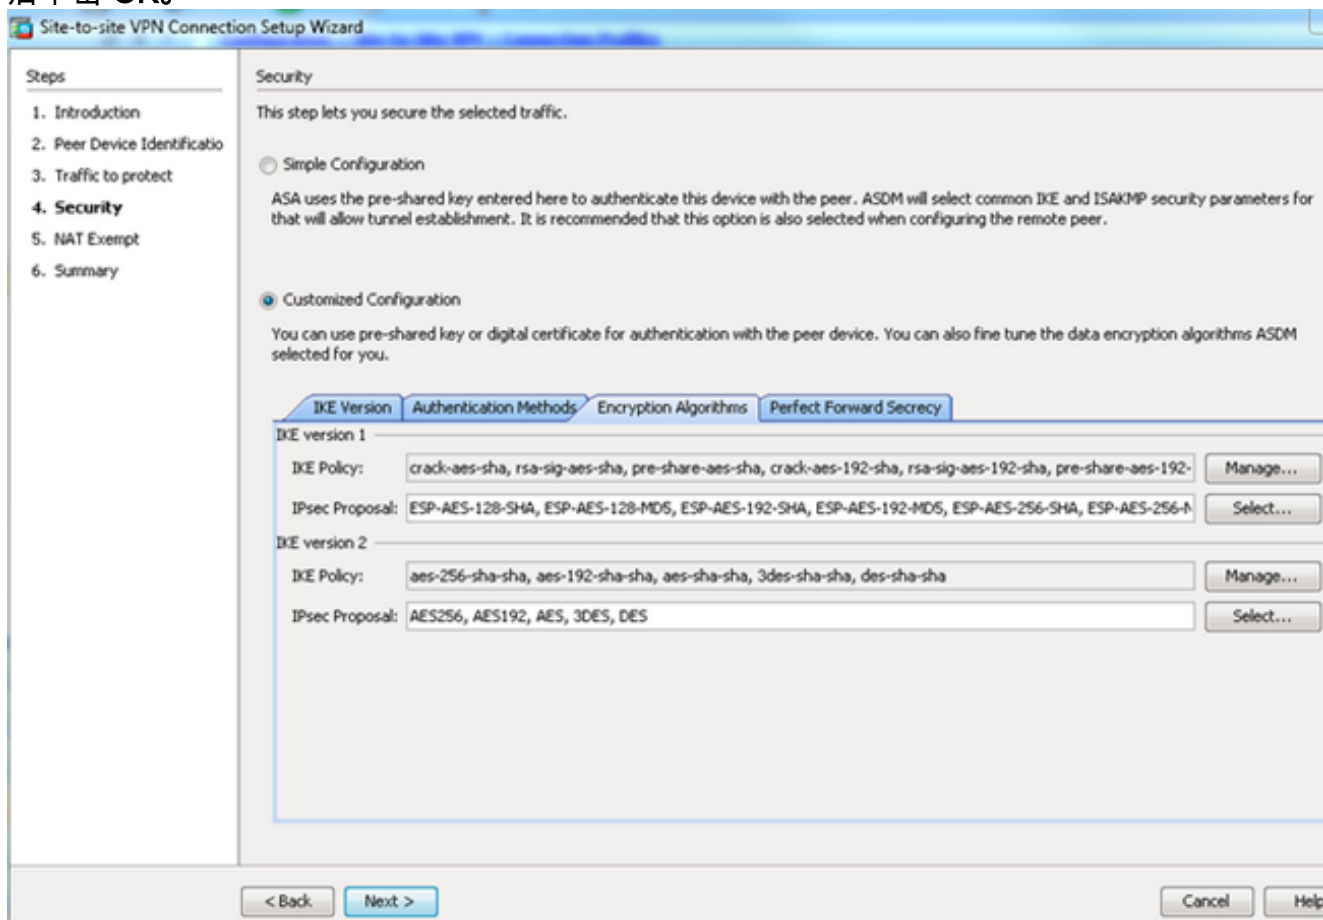 OK。
Site-to-site VPN Connection Setup Wizard
Steps
1. Introduction
2. Peer Device Identificatio
3. Traffic to protect
4. Security
5. NAT Exempt
6. Summary
Security
This step lets you secure the selected traffic.
Simple Configuration
ASA uses the pre-shared key entered here to authenticate this device with the peer. ASDM will select common IKE and ISAKMP security parameters for
that will allow tunnel establishment. It is recommended that this option is also selected when configuring the remote peer.
Customized Configuration
You can use pre-shared key or digital certificate for authentication with the peer device. You can also fine tune the data encryption algorithms ASDM
selected for you.
IKE Version Authentication Methods Encryption Algorithms Perfect Forward Secrecy
IKE version 1
IKE Policy: crack-aes-sha, rsa-sig-aes-sha, pre-share-aes-sha, crack-aes-192-sha, rsa-sig-aes-192-sha, pre-share-aes-192- Manage...
IPsec Proposal: ESP-AES-128-SHA, ESP-AES-128-MD5, ESP-AES-192-SHA, ESP-AES-192-MD5, ESP-AES-256-SHA, ESP-AES-256-M Select...
IKE version 2
IKE Policy: aes-256-sha-sha, aes-192-sha-sha, aes-sha-sha, 3des-sha-sha, des-sha-sha Manage...
IPsec Proposal: AES256, AES192, AES, 3DES, DES Select...
< Back Next > Cancel Help